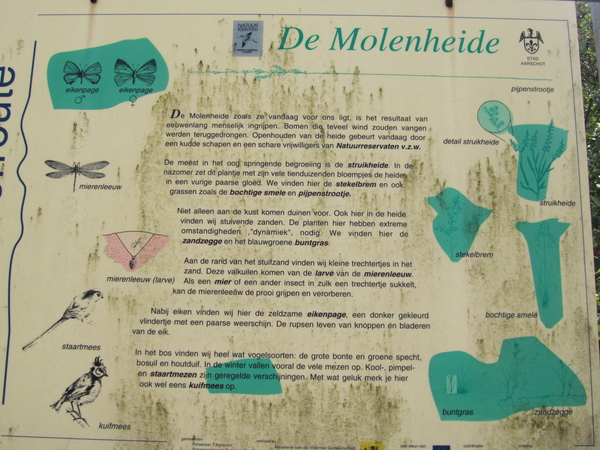 De Molenheide
NATUUR
STAD
AARSCHOT
route
eikenpage
eikenpage
pijpenstrootje
De Molenheide zoals ze vandaag voor ons ligt, is het resultaat van
eeuwenlang menselijk ingrijpen. Bomen die teveel wind zouden vangen
werden teruggedrongen. Openhouden van de heide gebeurt vandaag door
een kudde schapen en een schare vrijwilligers van Natuurreservaten v.z.w.
detail struikheide
De meest in het oog springende begroeiing is de struikheide. In de
nazomer zet dit plantje met zijn vele tienduizenden bloempjes de heide
in een vurige paarse gloed. We vinden hier de stekelbrem en ook
grassen zoals de bochtige smele en pijpenstrootje.
mierenleeuw
struikheide
Niet alleen aan de kust komen duinen voor. Ook hier in de heide
vinden wij stuivende zanden. De planten hier hebben extreme
omstandigheden ,"dynamiek", nodig. We vinden hier de
zandzegge en het blauwgroene buntgras.
stekelbrem
Aan de rand van het stuifzand vinden wij kleine trechtertjes in het
zand. Deze valkuilen komen van de larve van de mierenleeuw.
Als een mier of een ander insect in zulk een trechtertje sukkelt,
kan de mierenleeuw de prooi grijpen en verorberen.
mierenleeuw (larve)
Nabij eiken vinden wij hier de zeldzame eikenpage, een donker gekleurd
vlindertje met een paarse weerschijn. De rupsen leven van knoppen en bladeren
van de eik.
bochtige smele
staartmees
In het bos vinden wij heel wat vogelsoorten: de grote bonte en groene specht,
bosuil en houtduif. In de winter vallen vooral de vele mezen op. Kool-, pimpel-
en staartmezen zijn geregelde verschijningen. Met wat geluk merk je hier
ook wel eens kuifmees op.
kuifmees
buntgras
zandzegge